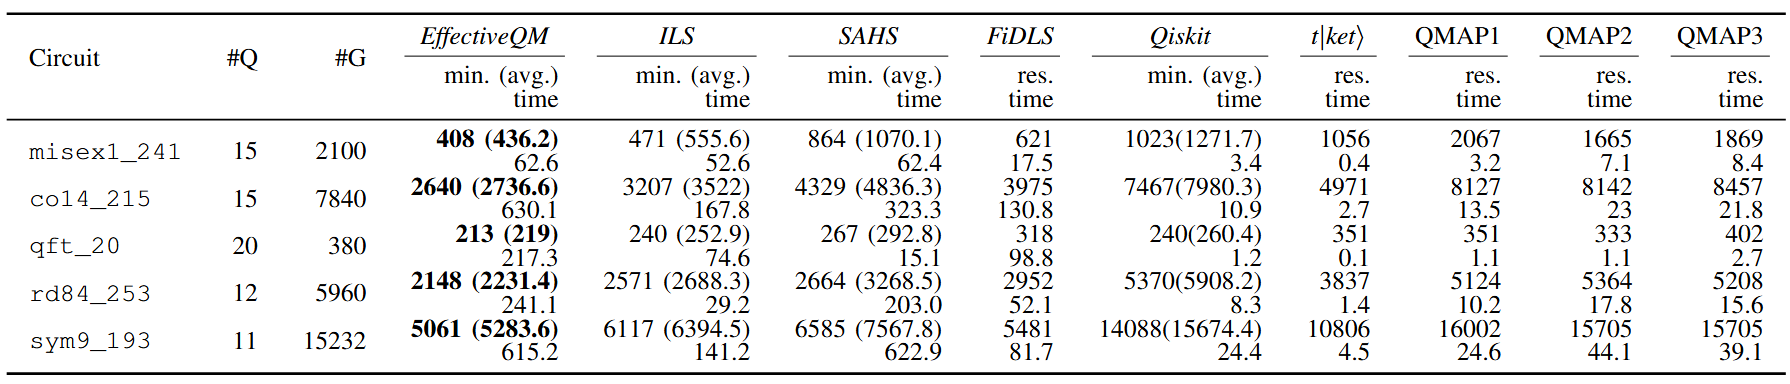 EffectiveQM ILS SAHS FiDLS Qiskit t|ket⟩ QMAP1 QMAP2 QMAP3
Circuit #Q #G
min. (avg.) min. (avg.) min. (avg.) res. min. (avg.) res. res. res. res.
time time time time time time time time time
408 (436.2) 471 (555.6) 864 (1070.1) 621 1023(1271.7) 1056 2067 1665 1869
misex1_241 15 2100
62.6 52.6 62.4 17.5 3.4 0.4 3.2 7.1 8.4
2640 (2736.6) 3207 (3522) 4329 (4836.3) 3975 7467(7980.3) 4971 8127 8142 8457
co14_215 15 7840
630.1 167.8 323.3 130.8 10.9 2.7 13.5 23 21.8
213 (219) 240 (252.9) 267 (292.8) 318 240(260.4) 351 351 333 402
qft_20 20 380
217.3 74.6 15.1 98.8 1.2 0.1 1.1 1.1 2.7
2148 (2231.4) 2571 (2688.3) 2664 (3268.5) 2952 5370(5908.2) 3837 5124 5364 5208
rd84_253 12 5960
241.1 29.2 203.0 52.1 8.3 1.4 10.2 17.8 15.6
5061 (5283.6) 6117 (6394.5) 6585 (7567.8) 5481 14088(15674.4) 10806 16002 15705 15705
sym9_193 11 15232
615.2 141.2 622.9 81.7 24.4 4.5 24.6 44.1 39.1